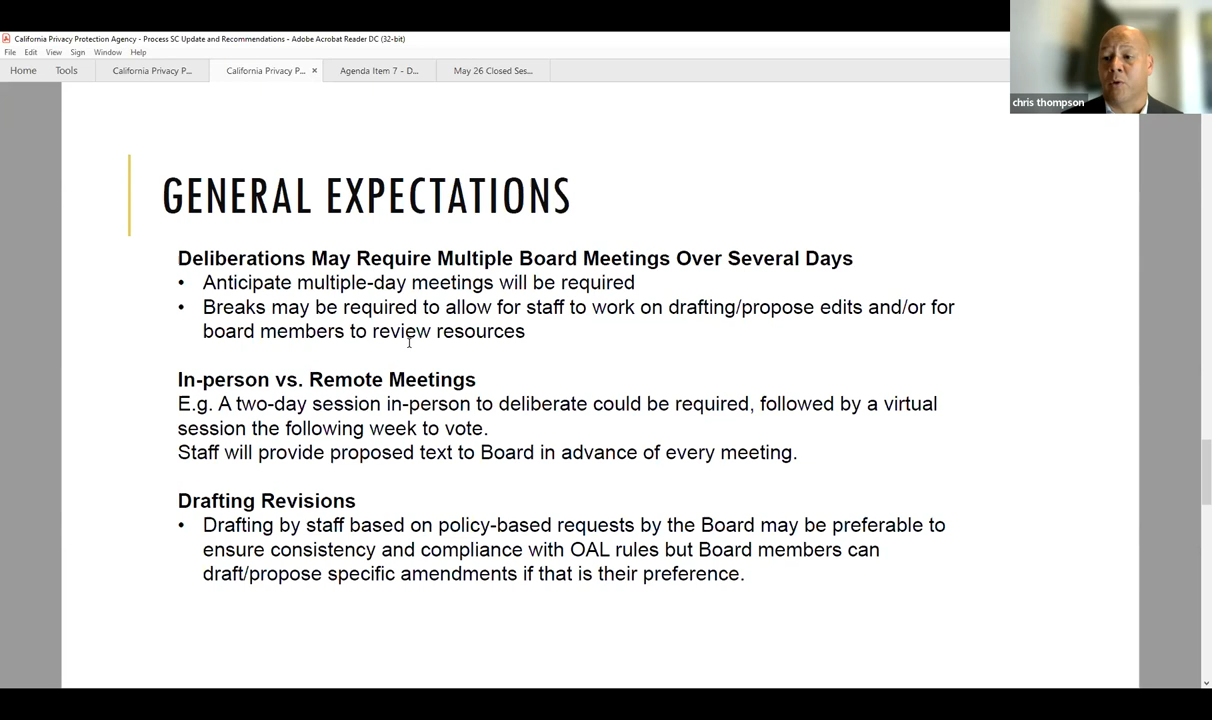 California Privacy Protection Agency - Process SC Update and Recommendations - Adobe Acrobat Reader DC (32-bit)
File Edit View Sign Window Help
Home Tools California Privacy P... California Privacy P... × Agenda Item 7 - D... May 26 Closed Ses...
chris thompson
GENERAL EXPECTATIONS
Deliberations May Require Multiple Board Meetings Over Several Days
• Anticipate multiple-day meetings will be required
• Breaks may be required to allow for staff to work on drafting/propose edits and/or for
board members to review resources
In-person vs. Remote Meetings
E.g. A two-day session in-person to deliberate could be required, followed by a virtual
session the following week to vote.
Staff will provide proposed text to Board in advance of every meeting.
Drafting Revisions
• Drafting by staff based on policy-based requests by the Board may be preferable to
ensure consistency and compliance with OAL rules but Board members can
draft/propose specific amendments if that is their preference.